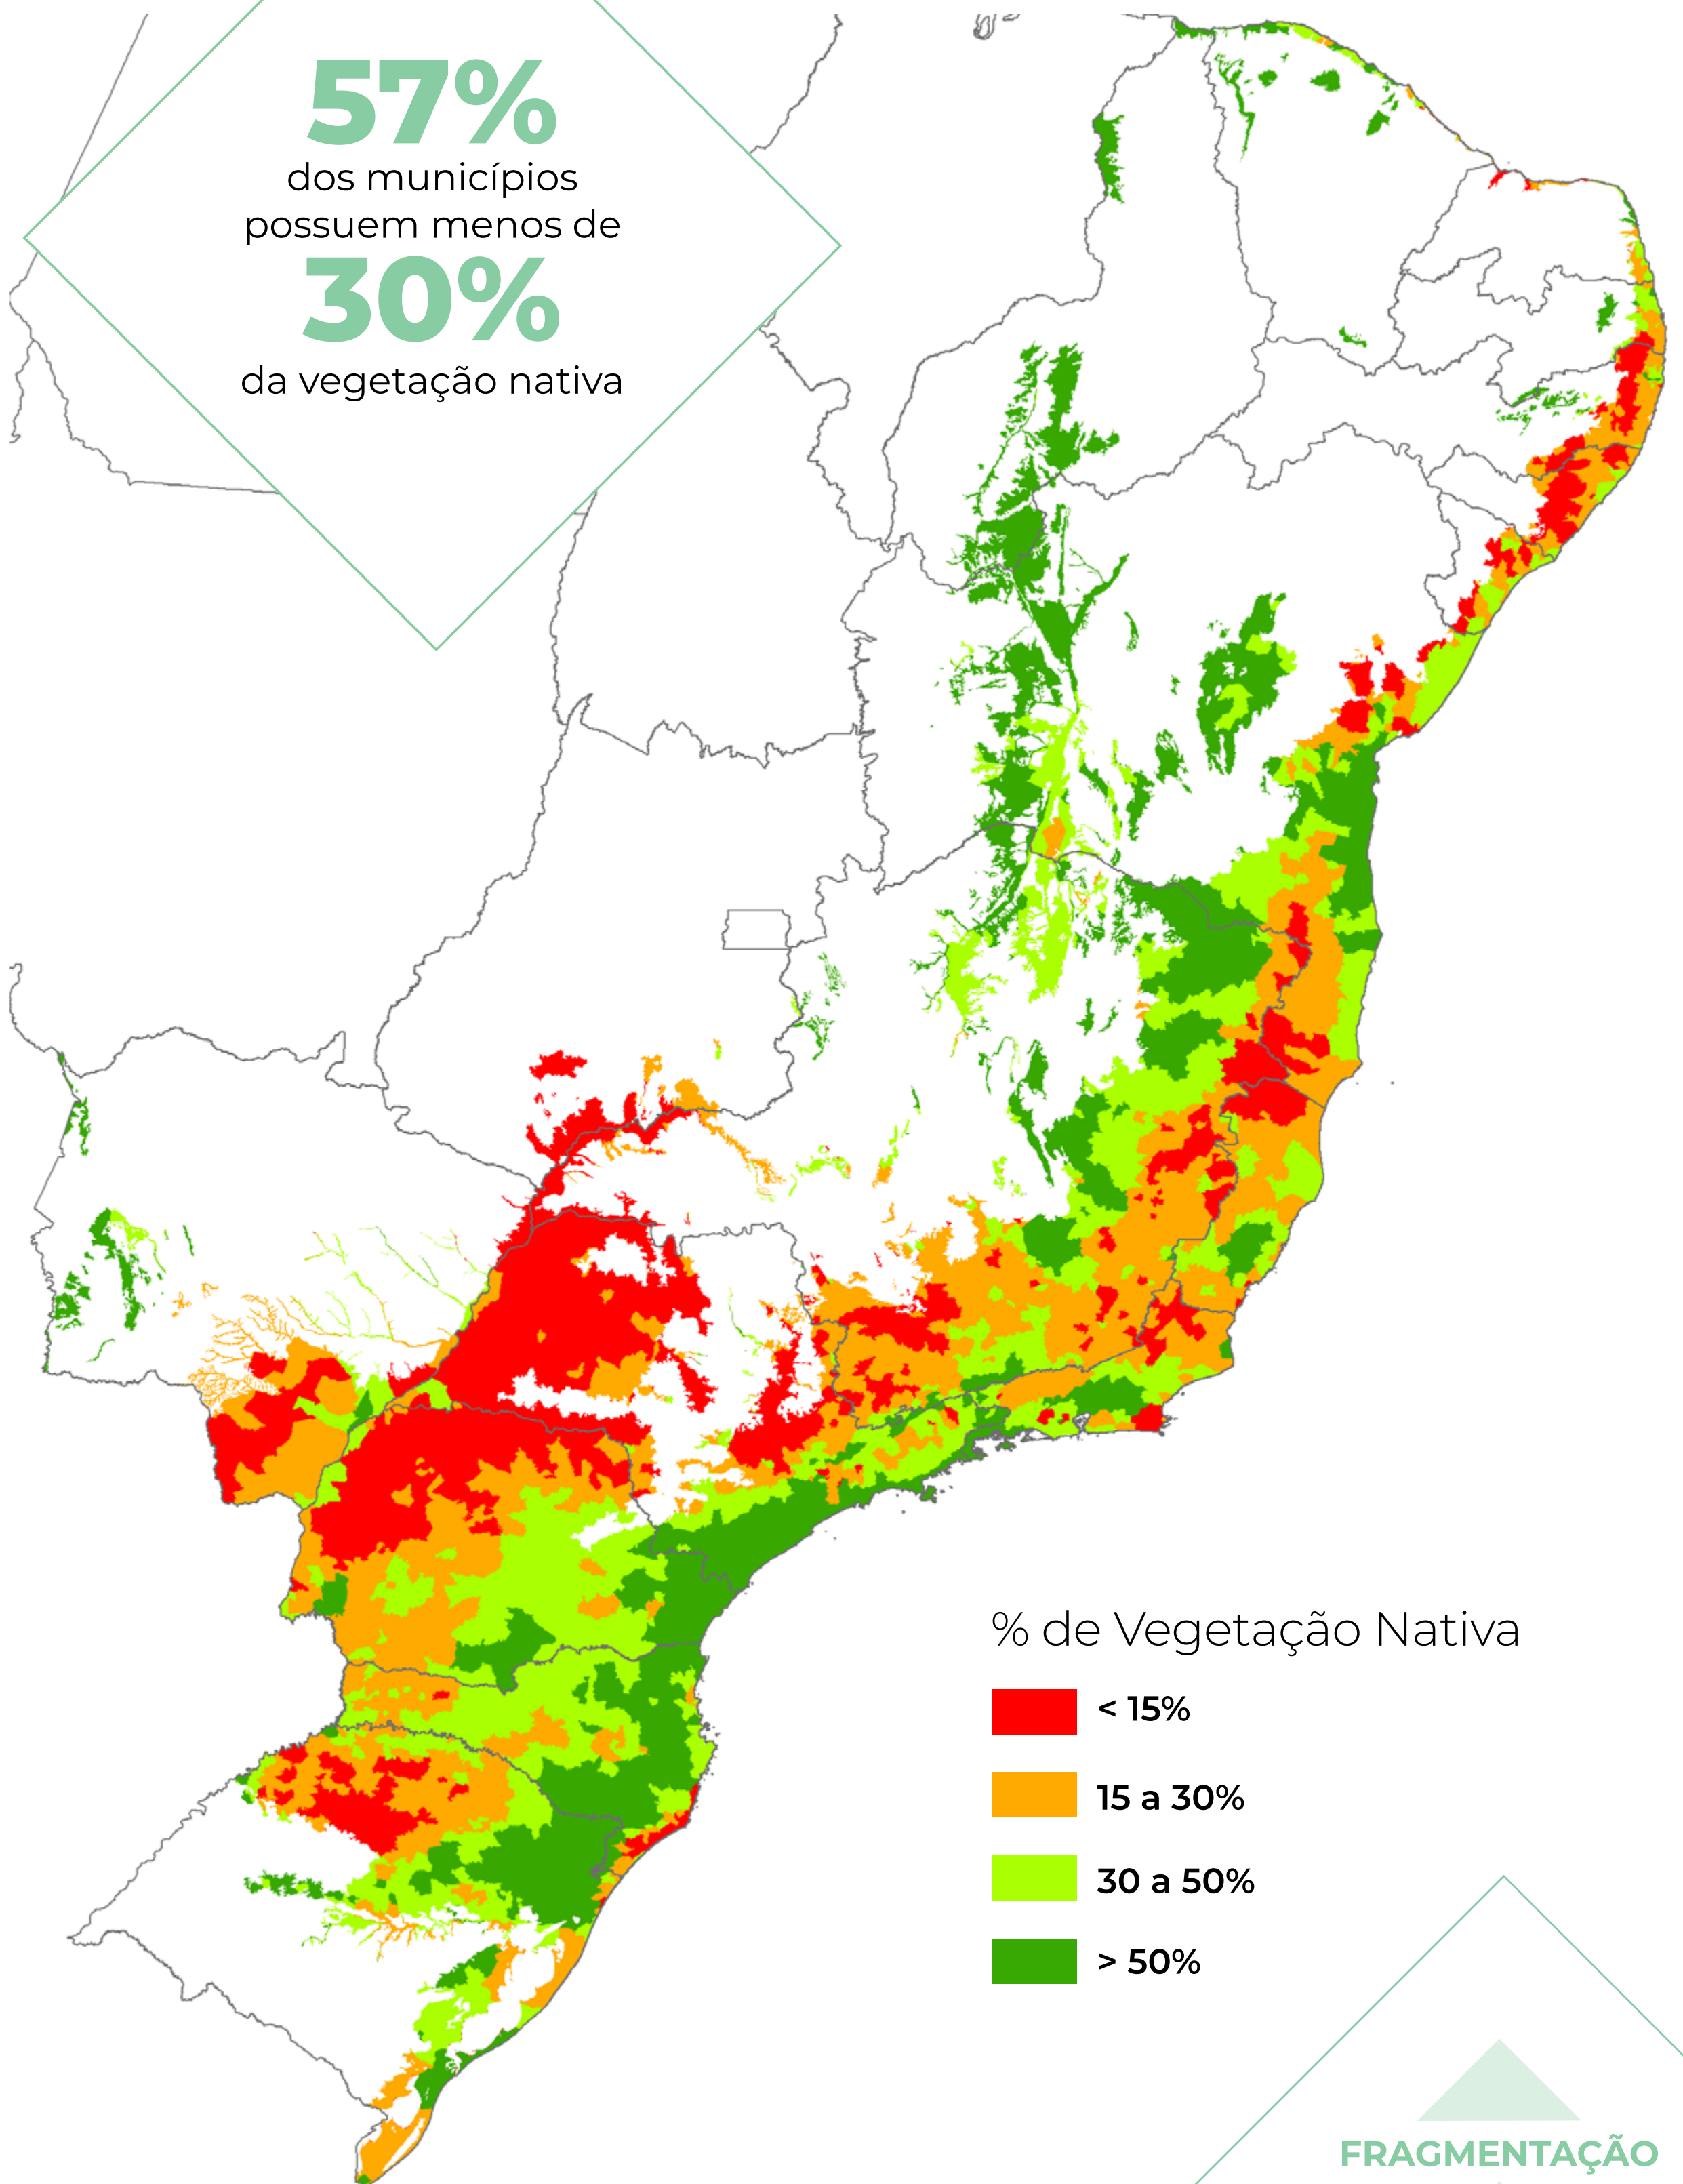 57%
dos municípios
possuem menos de
30%
da vegetação nativa
% de Vegetação Nativa
< 15%
15 a 30%
30 a 50%
> 50%
FRAGMENTAÇÃO